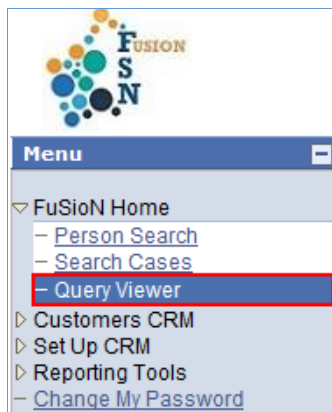 FUSION
S
N
Menu
FuSioN Home
Person Search
Search Cases
Query Viewer
Customers CRM
Set Up CRM
Reporting Tools
Change My Password